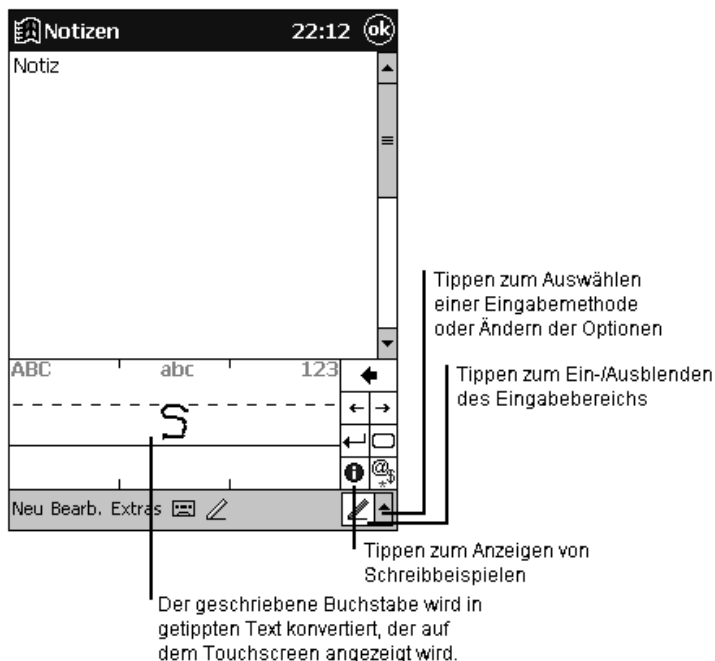 Notizen 22:12 ok
Notiz
Tippen zum Auswählen
einer Eingabemethode
oder Ändern der Optionen
ABC abc 123
Tippen zum Ein-/Ausblenden
des Eingabebereichs
S
@
*$
Neu Bearb. Extras
Tippen zum Anzeigen von
Schreibbeispielen
Der geschriebene Buchstabe wird in
getippten Text konvertiert, der auf
dem Touchscreen angezeigt wird.